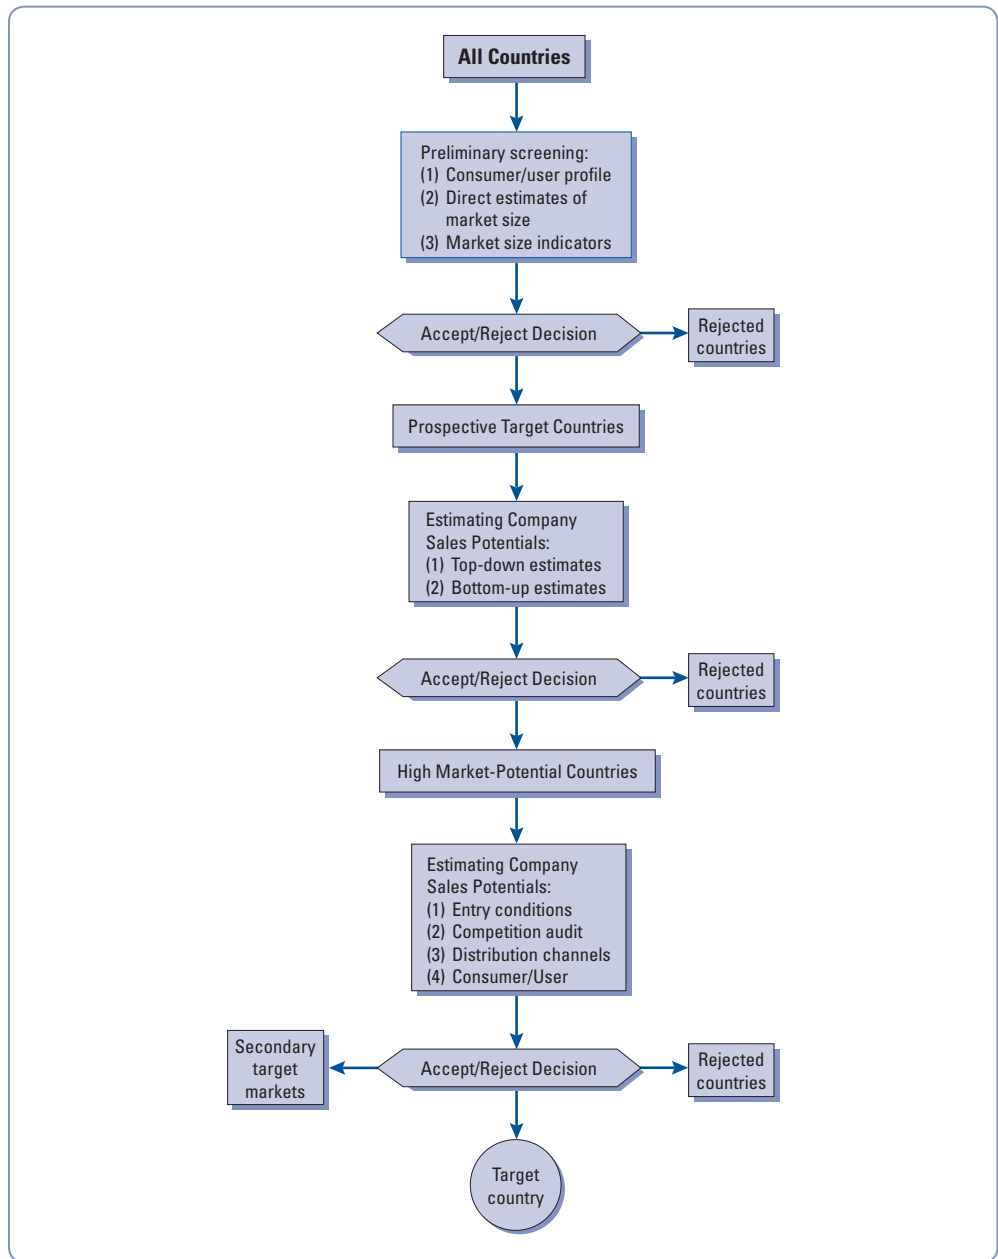 All Countries
Preliminary screening:
(1) Consumer/user profile
(2) Direct estimates of
market size
(3) Market size indicators
Accept/Reject Decision
Rejected
countries
Prospective Target Countries
Estimating Company
Sales Potentials:
(1) Top-down estimates
(2) Bottom-up estimates
Accept/Reject Decision
Rejected
countries
High Market-Potential Countries
Estimating Company
Sales Potentials:
(1) Entry conditions
(2) Competition audit
(3) Distribution channels
(4) Consumer/User
Secondary
target
markets
Accept/Reject Decision
Rejected
countries
Target
country